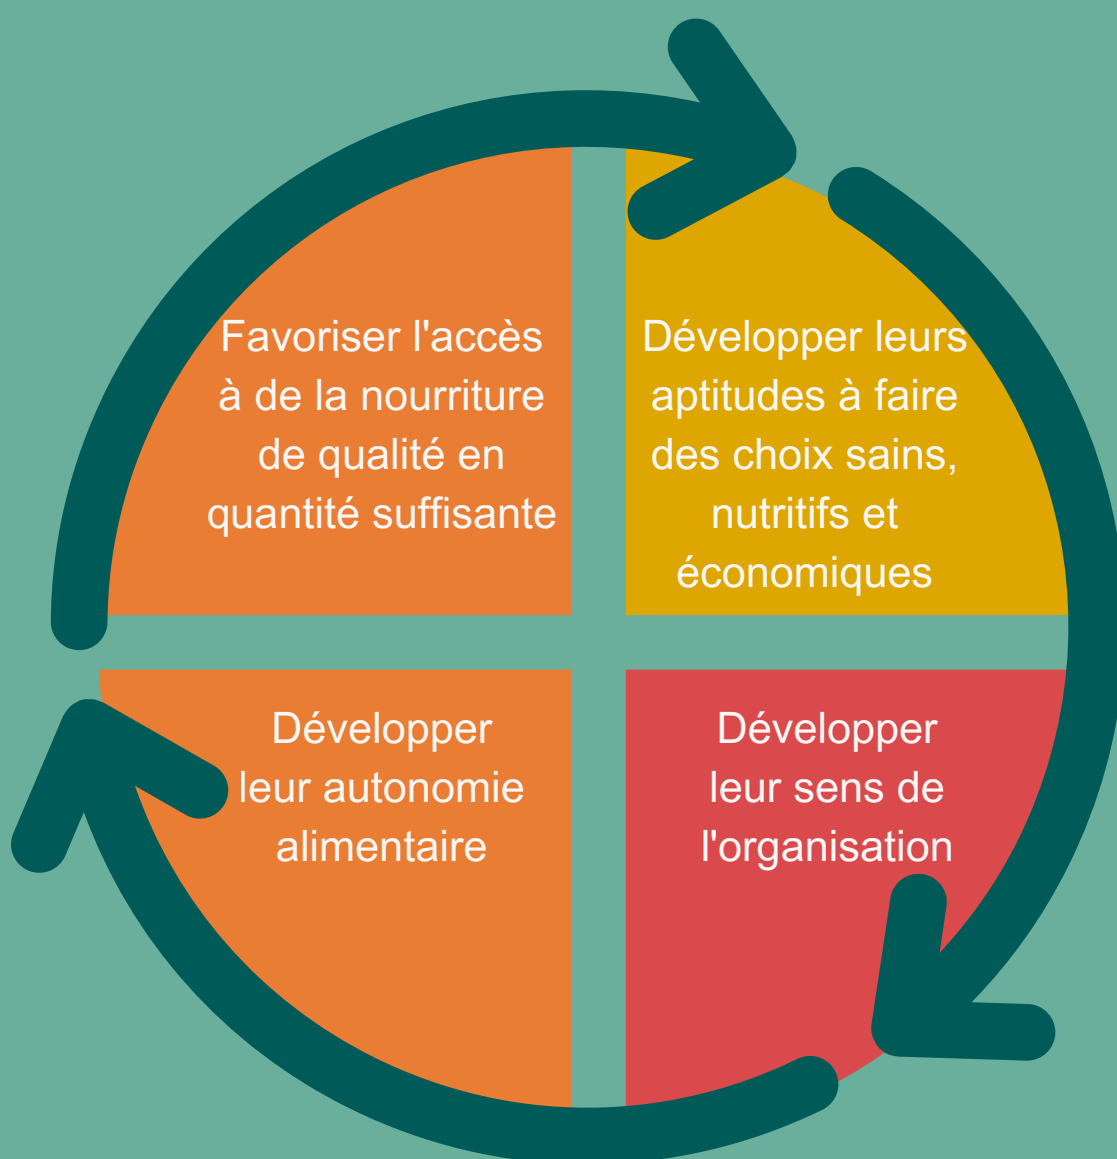 Favoriser l'accès
à de la nourriture
de qualité en
quantité suffisante
Développer leurs
aptitudes à faire
des choix sains,
nutritifs et
économiques
Développer
leur autonomie
alimentaire
Développer
leur sens de
l'organisation